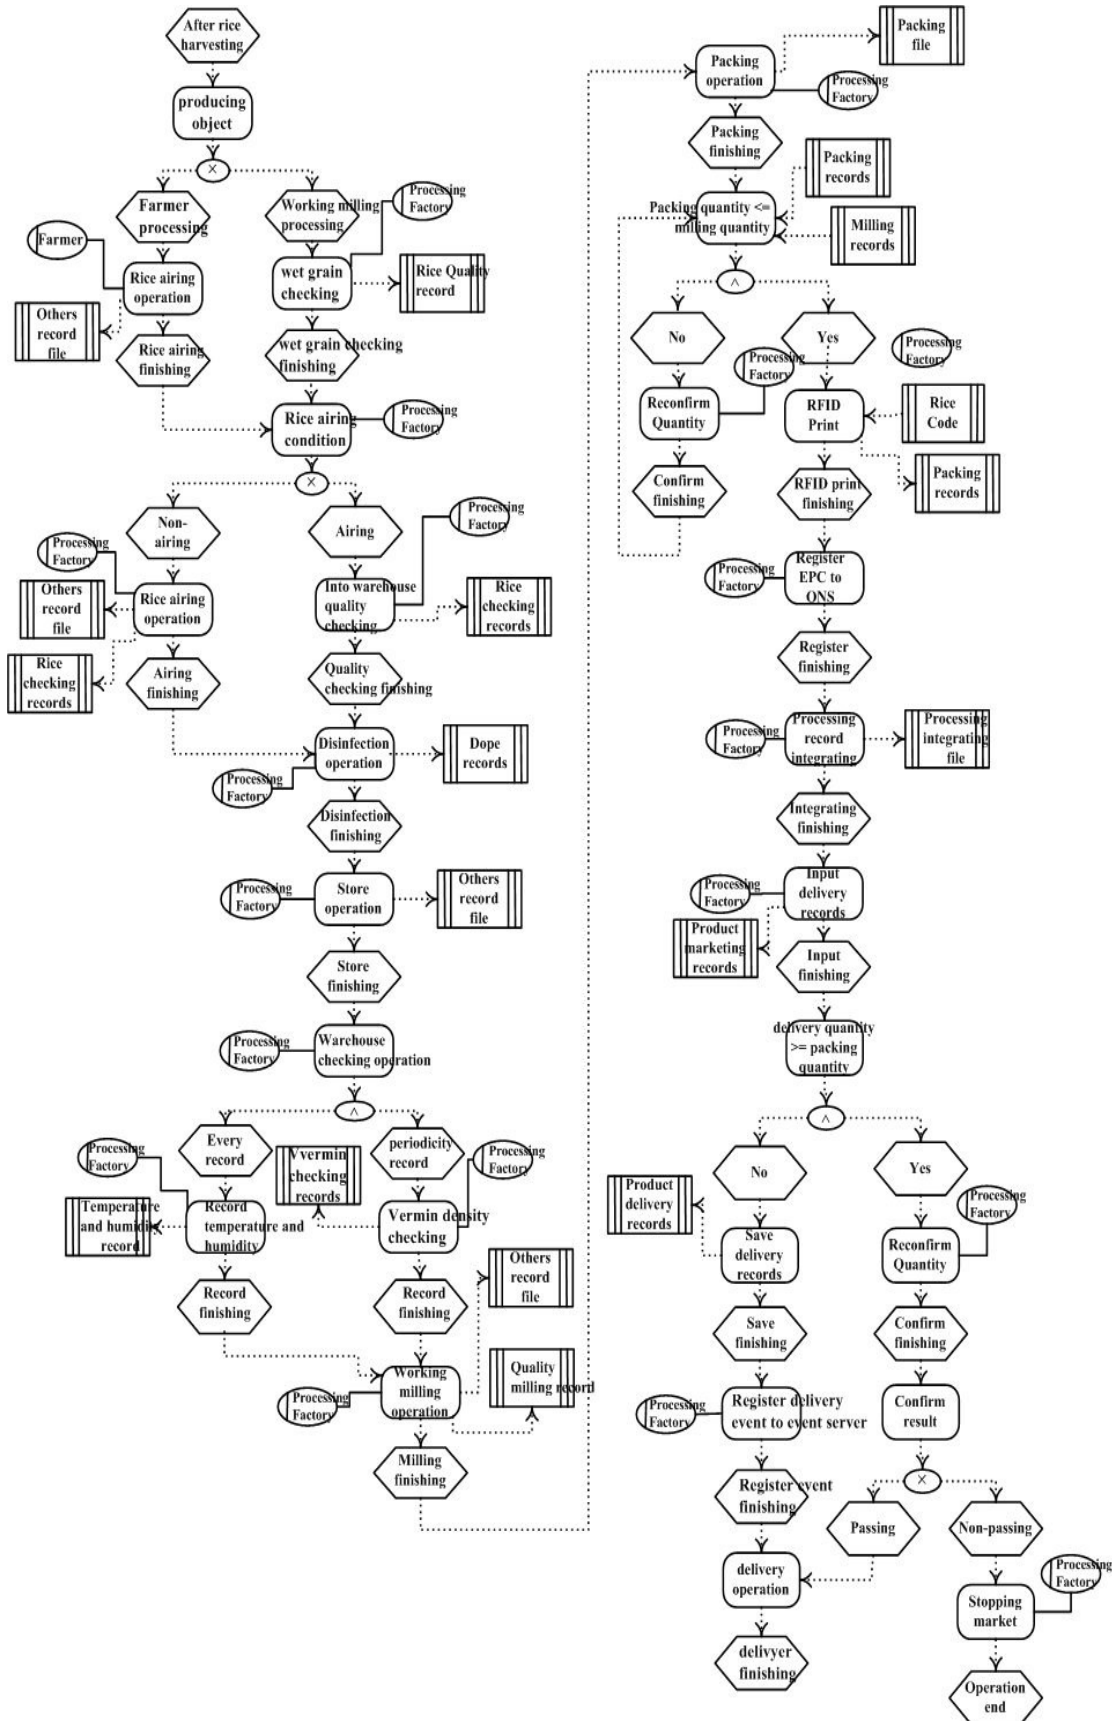 After rice
harvesting
producing
object
×
Farmer
processing
Working milling
processing
Processing
Factory
Farmer
Rice airing
operation
wet grain
checking
Rice Quality
record
Others
record
file
Rice airing
finishing
wet grain checking
finishing
Rice airing
condition
Processing
Factory
×
Non-
airing
Airing
Processing
Factory
Processing
Factory
Others
record
file
Rice airing
operation
Into warehouse
quality
checking
Rice
checking
records
Rice
checking
records
Airing
finishing
Quality
checking finishing
Disinfection
operation
Dope
records
Processing
Factory
Disinfection
finishing
Processing
Factory
Store
operation
Others
record
file
Store
finishing
Processing
Factory
Warehouse
checking operation
^
Every
record
periodicity
record
Processing
Factory
Vvermin
checking
records
Processing
Factory
Temperature
and humidity
record
Record
temperature and
humidity
Vermin density
checking
Others
record
file
Record
finishing
Record
finishing
Processing
Factory
Working
milling
operation
Quality
milling record
Milling
finishing
Packing
operation
Packing
file
Processing
Factory
Packing
finishing
Packing
records
Packing quantity <=
milling quantity
Milling
records
^
No
Yes
Processing
Factory
Processing
Factory
Reconfirm
Quantity
RFID
Print
Rice
Code
Confirm
finishing
RFID print
finishing
Packing
records
Processing
Factory
Register
EPC to
ONS
Register
finishing
Processing
Factory
Processing
record
integrating
Processing
integrating
file
Integrating
finishing
Processing
Factory
Input
delivery
records
Product
marketing
records
Input
finishing
delivery quantity
>= packing
quantity
^
No
Yes
Product
delivery
records
Processing
Factory
Save
delivery
records
Reconfirm
Quantity
Save
finishing
Confirm
finishing
Processing
Factory
Register delivery
event to event server
Confirm
result
×
Register event
finishing
Passing
Non-passing
delivery
operation
Processing
Factory
Stopping
market
delivyer
finishing
Operation
end